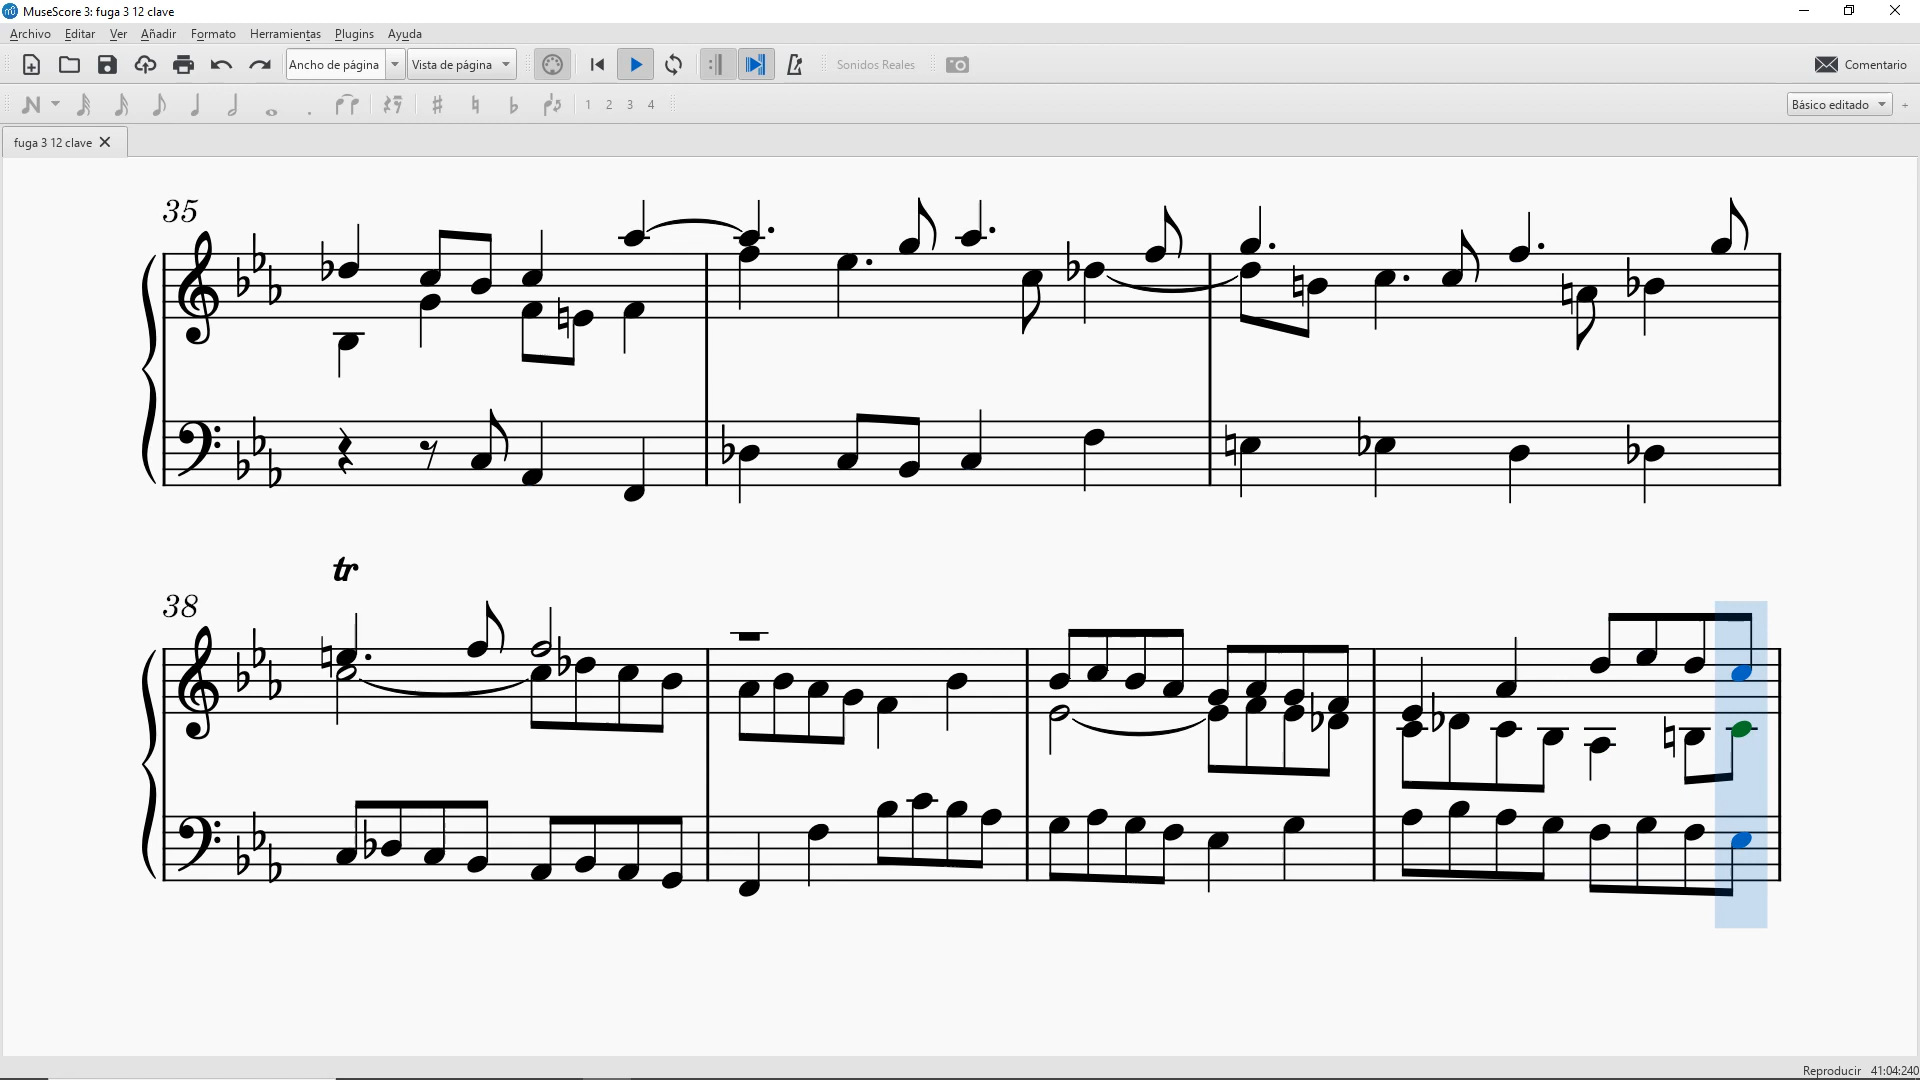 MuseScore 3: fuga 3 12 clave
Archivo Editar Ver Añadir Formato Herramientas Plugins Ayuda
Ancho de página Vista de página Sonidos Reales Comentario
1 2 3 4 Básico editado
fuga 3 12 clave
35
tr
38
Reproducir 41:04:240